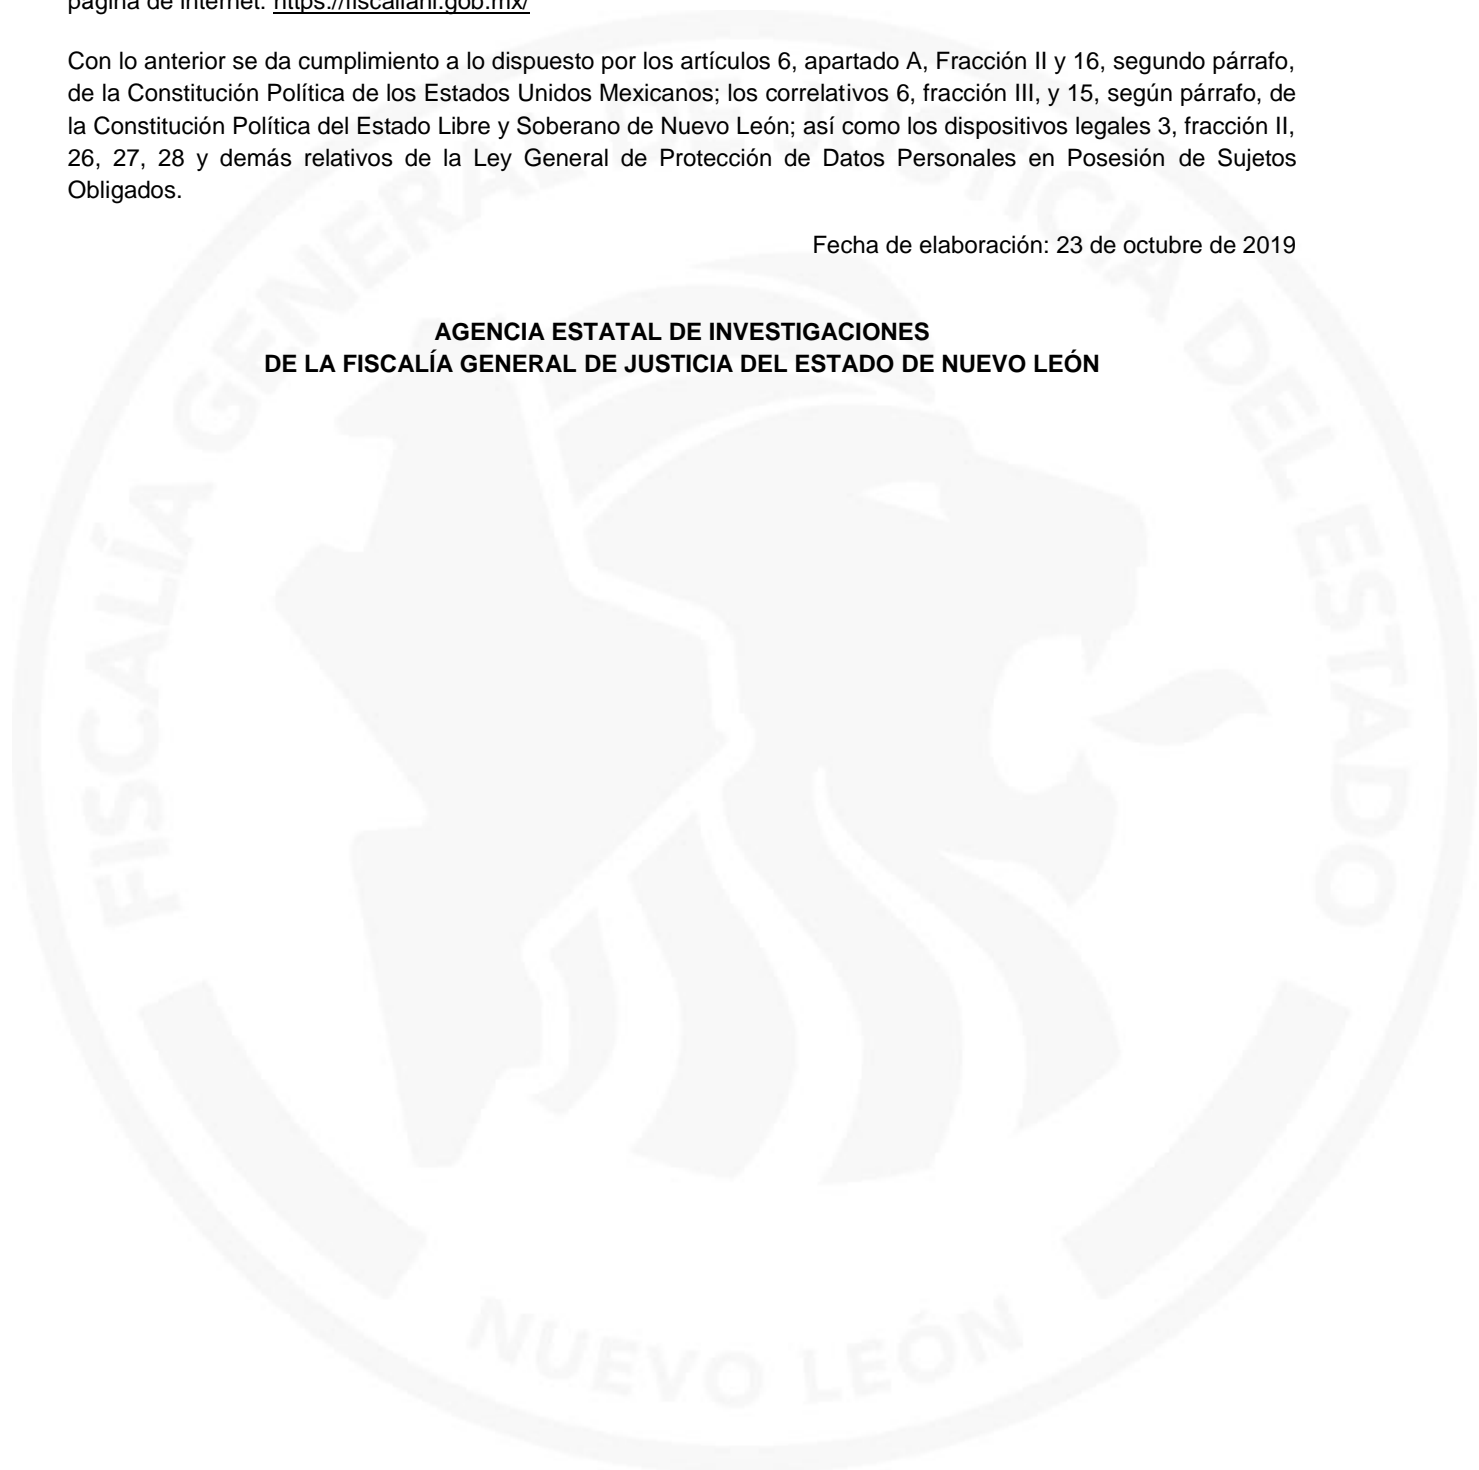 página de internet: https://fiscalianl.gob.mx/
Con lo anterior se da cumplimiento a lo dispuesto por los artículos 6, apartado A, Fracción II y 16, segundo párrafo,
de la Constitución Política de los Estados Unidos Mexicanos; los correlativos 6, fracción III, y 15, según párrafo, de
la Constitución Política del Estado Libre y Soberano de Nuevo León; así como los dispositivos legales 3, fracción II,
26, 27, 28 y demás relativos de la Ley General de Protección de Datos Personales en Posesión de Sujetos
Obligados.
Fecha de elaboración: 23 de octubre de 2019
AGENCIA ESTATAL DE INVESTIGACIONES
DE LA FISCALÍA GENERAL DE JUSTICIA DEL ESTADO DE NUEVO LEÓN
FISCALÍA GENERAL DE JUSTICIA DEL ESTADO
NUEVO LEÓN